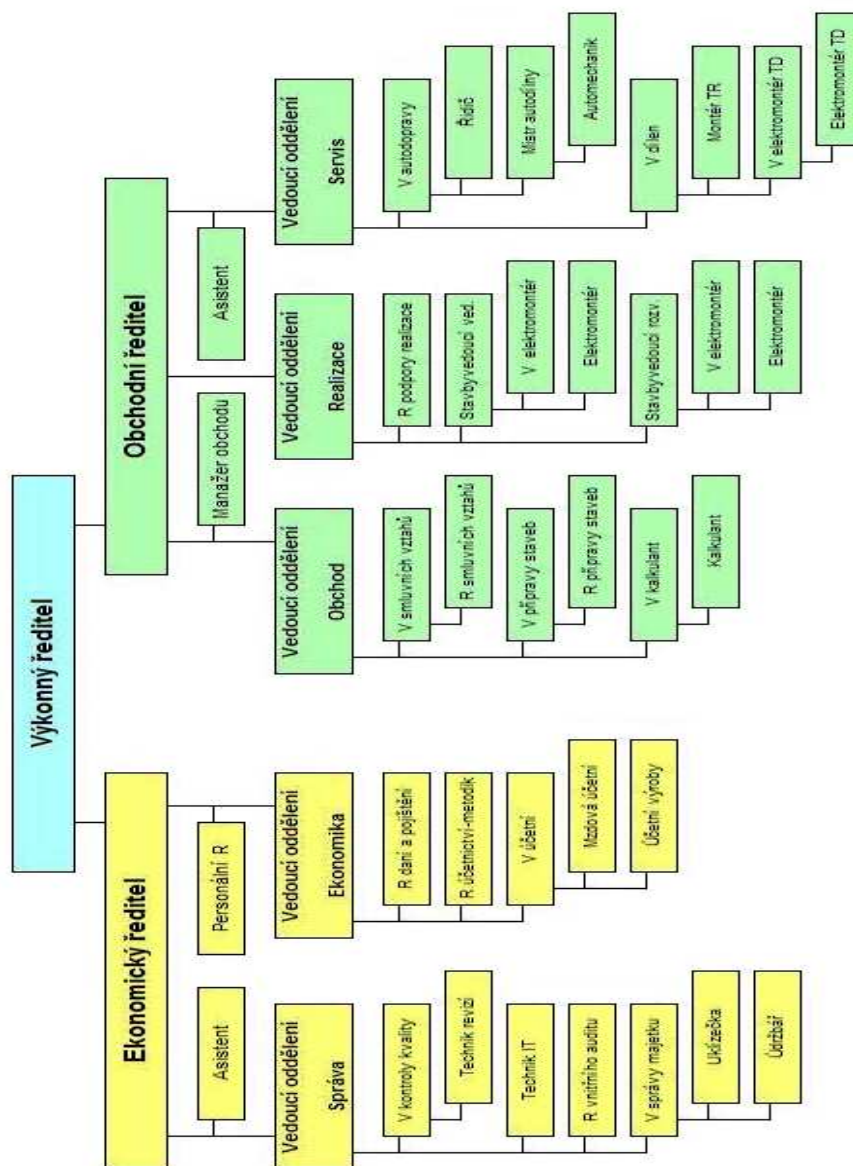 Výkonný ředitel
Ekonomický ředitel
Obchodní ředitel
Asistent
Personální R
Manažer obchodu
Asistent
Vedoucí oddělení
Správa
Vedoucí oddělení
Ekonomika
Vedoucí oddělení
Obchod
Vedoucí oddělení
Realizace
Vedoucí oddělení
Servis
V kontroly kvality
Technik revizí
Technik IT
R vnitřního auditu
V správy majetku
Uklízečka
Údržbář
R daní a pojištění
R účetnictví-metodik
V účetní
Mzdová účetní
Účetní výroby
V smluvních vztahů
R smluvních vztahů
V přípravy staveb
R přípravy staveb
V kalkulant
Kalkulant
R podpory realizace
Stavbyvedoucí ved.
V elektromontér
Elektromontér
Stavbyvedoucí rozv.
V elektromontér
Elektromontér
V autodopravy
Řidič
Mistr autodílny
Automechanik
V dílen
Montér TR
V elektromontér TD
Elektromontér TD